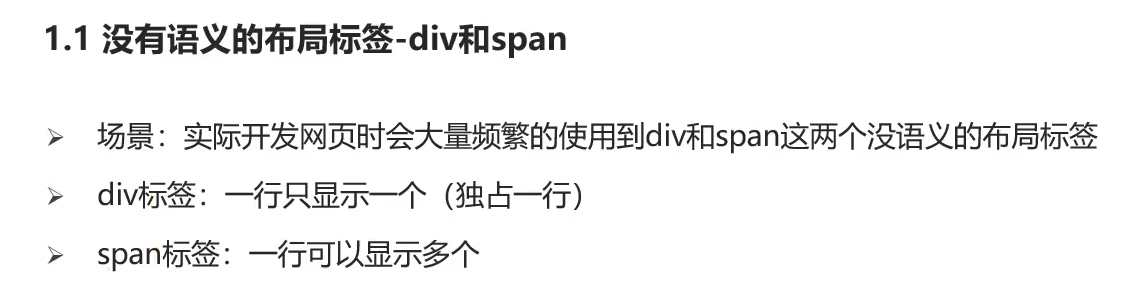 1.1 没有语义的布局标签-div和span
场景：实际开发网页时会大量频繁的使用到div和span这两个没语义的布局标签
div标签：一行只显示一个（独占一行）
span标签：一行可以显示多个